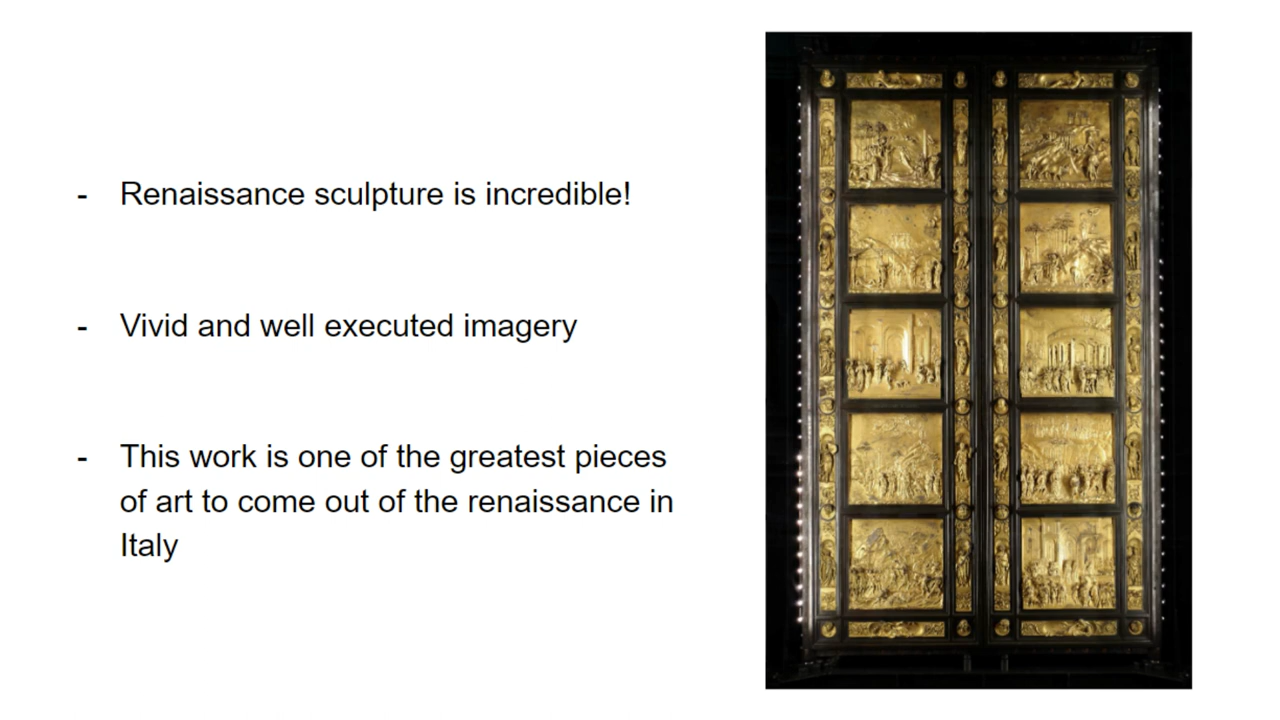 - Renaissance sculpture is incredible!
- Vivid and well executed imagery
- This work is one of the greatest pieces
of art to come out of the renaissance in
Italy